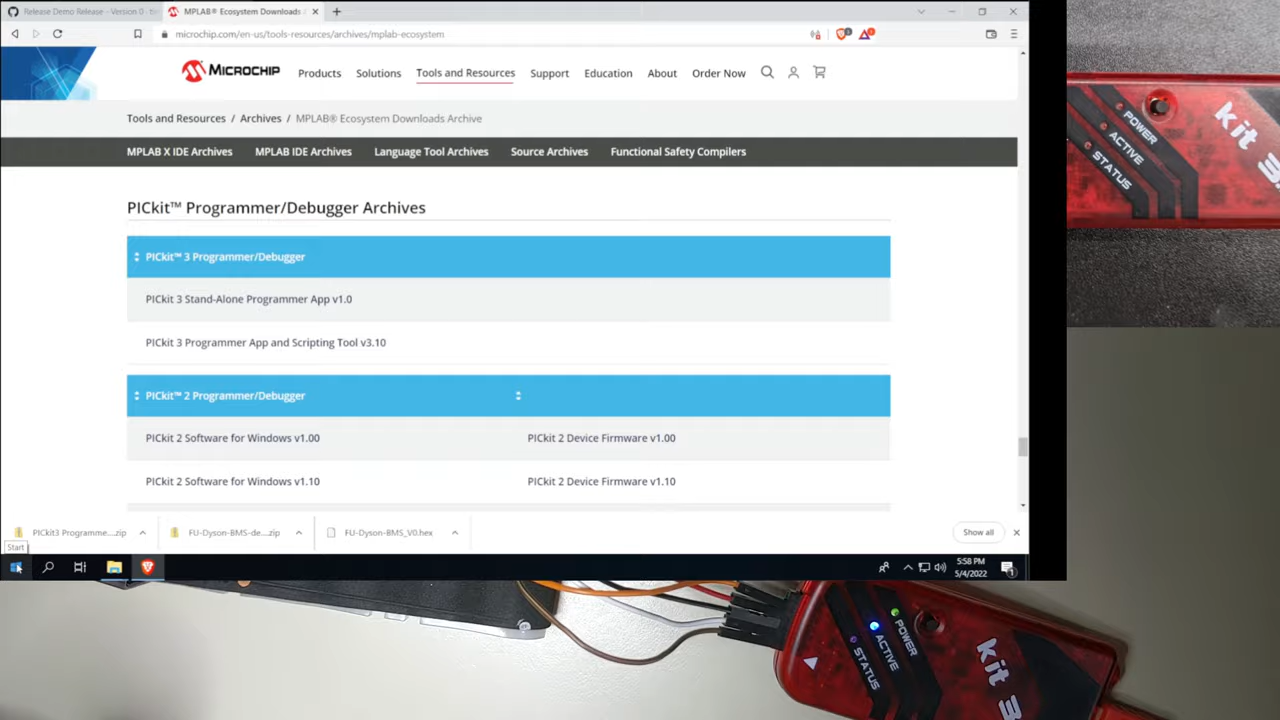 Release Demo Release - Version 0 · 
MPLAB® Ecosystem Downloads
microchip.com/en-us/tools-resources/archives/mplab-ecosystem
MICROCHIP
Products Solutions Tools and Resources Support Education About Order Now
Tools and Resources / Archives / MPLAB® Ecosystem Downloads Archive
MPLAB X IDE Archives MPLAB IDE Archives Language Tool Archives Source Archives Functional Safety Compilers
PICkit™ Programmer/Debugger Archives
PICkit™ 3 Programmer/Debugger
PICkit 3 Stand-Alone Programmer App v1.0
PICkit 3 Programmer App and Scripting Tool v3.10
PICkit™ 2 Programmer/Debugger
PICkit 2 Software for Windows v1.00 PICkit 2 Device Firmware v1.00
PICkit 2 Software for Windows v1.10 PICkit 2 Device Firmware v1.10
PICkit3 Programme....zip FU-Dyson-BMS-de....zip FU-Dyson-BMS_V0.hex Show all
Start
5:58 PM
5/4/2022
POWER
ACTIVE
STATUS
kit 3
POWER
ACTIVE
STATUS
kit 3